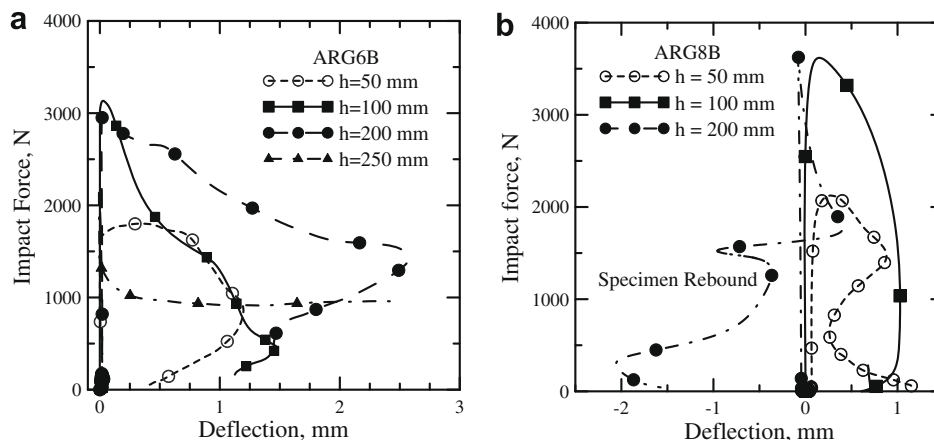 a
ARG6B
h=50 mm
h=100 mm
h=200 mm
h=250 mm
4000
3000
2000
1000
0
0
1
2
3
Impact Force, N
Deflection, mm
b
ARG8B
h = 50 mm
h = 100 mm
h = 200 mm
Specimen Rebound
4000
3000
2000
1000
0
-2
-1
0
1
Impact force, N
Deflection, mm